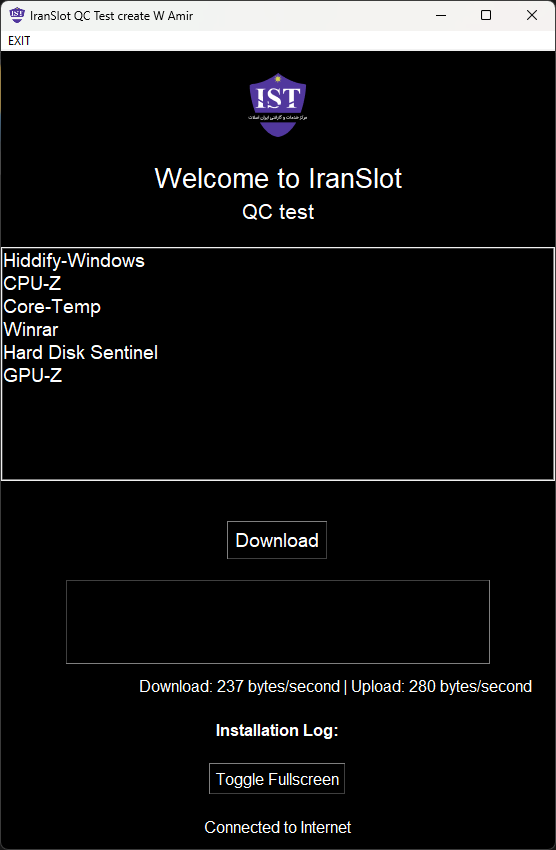 IranSlot QC Test create W Amir
EXIT
IST
مرکز خدمات و گارانتی ایران اسلات
Welcome to IranSlot
QC test
Hiddify-Windows
CPU-Z
Core-Temp
Winrar
Hard Disk Sentinel
GPU-Z
Download
Download: 237 bytes/second | Upload: 280 bytes/second
Installation Log:
Toggle Fullscreen
Connected to Internet